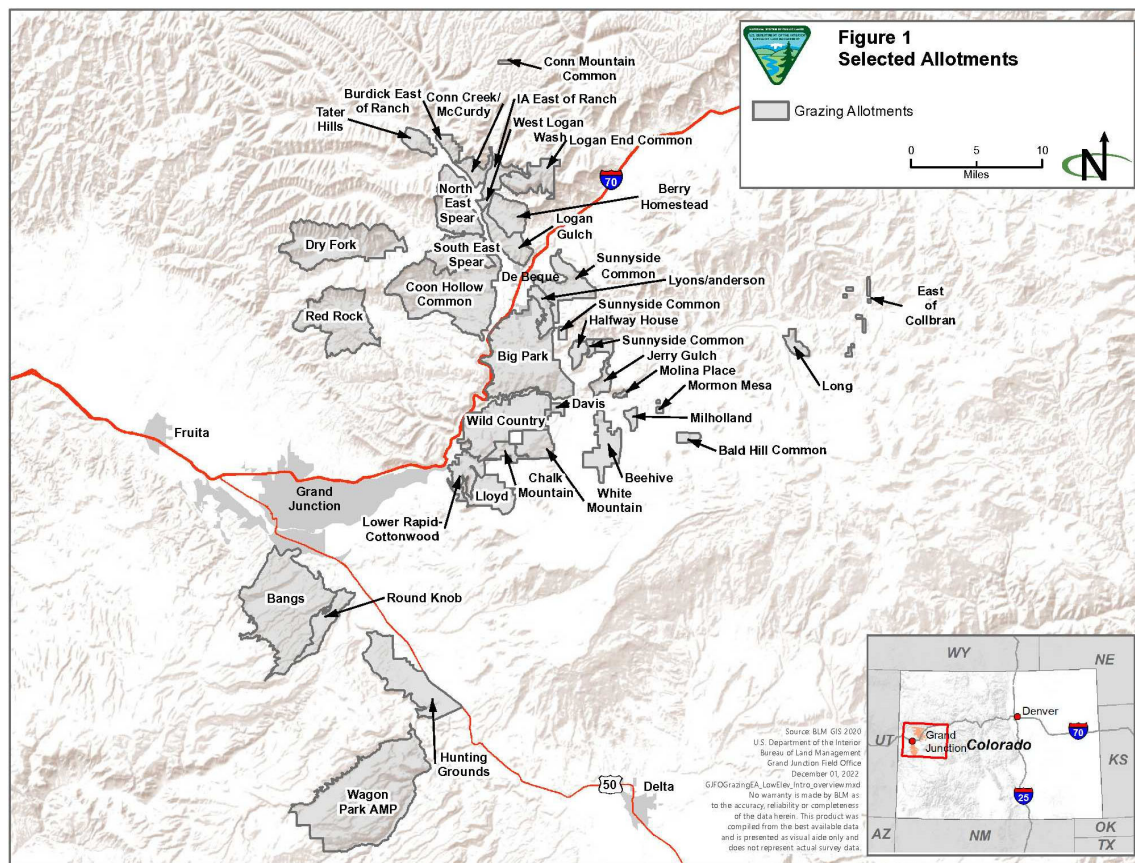 Figure 1
Selected Allotments
Grazing Allotments
0 5 10
Miles
N
Conn Mountain
Common
Burdick East
of Ranch
Conn Creek/
McCurdy
IA East of Ranch
Tater
Hills
West Logan
Wash
Logan End Common
70
North
East
Spear
Berry
Homestead
Logan
Gulch
Dry Fork
South East
Spear
De Beque
Sunnyside
Common
Coon Hollow
Common
Lyons/anderson
East
of
Collbran
Sunnyside Common
Red Rock
Halfway House
Sunnyside Common
Big Park
Jerry Gulch
Long
Molina Place
Mormon Mesa
Davis
Wild Country
Milholland
Fruita
Bald Hill Common
Chalk
Mountain
White
Mountain
Beehive
Grand
Junction
Lloyd
Lower Rapid-
Cottonwood
Bangs
Round Knob
Hunting
Grounds
Wagon
Park AMP
50
Delta
Source: BLM GIS 2020
U.S. Department of the Interior
Bureau of Land Management
Grand Junction Field Office
December 01, 2022
GJFOGrazingEA_LowElev_Intro_overview.mxd
No warranty is made by BLM as
to the accuracy, reliability or completeness
of the data herein. This product was
compiled from the best available data
and is presented as visual aide only and
does not represent actual survey data.
WY
NE
Denver
UT
Grand
Junction
Colorado
70
KS
25
AZ
NM
OK
TX